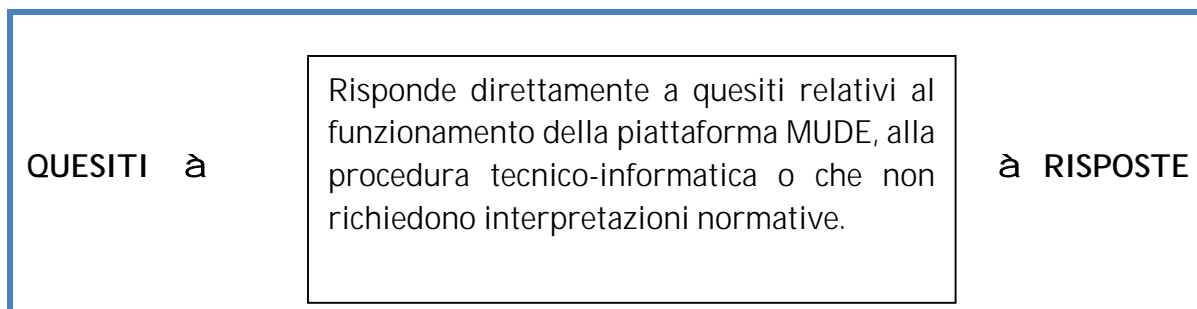 Risponde direttamente a quesiti relativi al
funzionamento della piattaforma MUDE, alla
QUESITI à procedura tecnico-informatica o che non à RISPOSTE
richiedono interpretazioni normative.